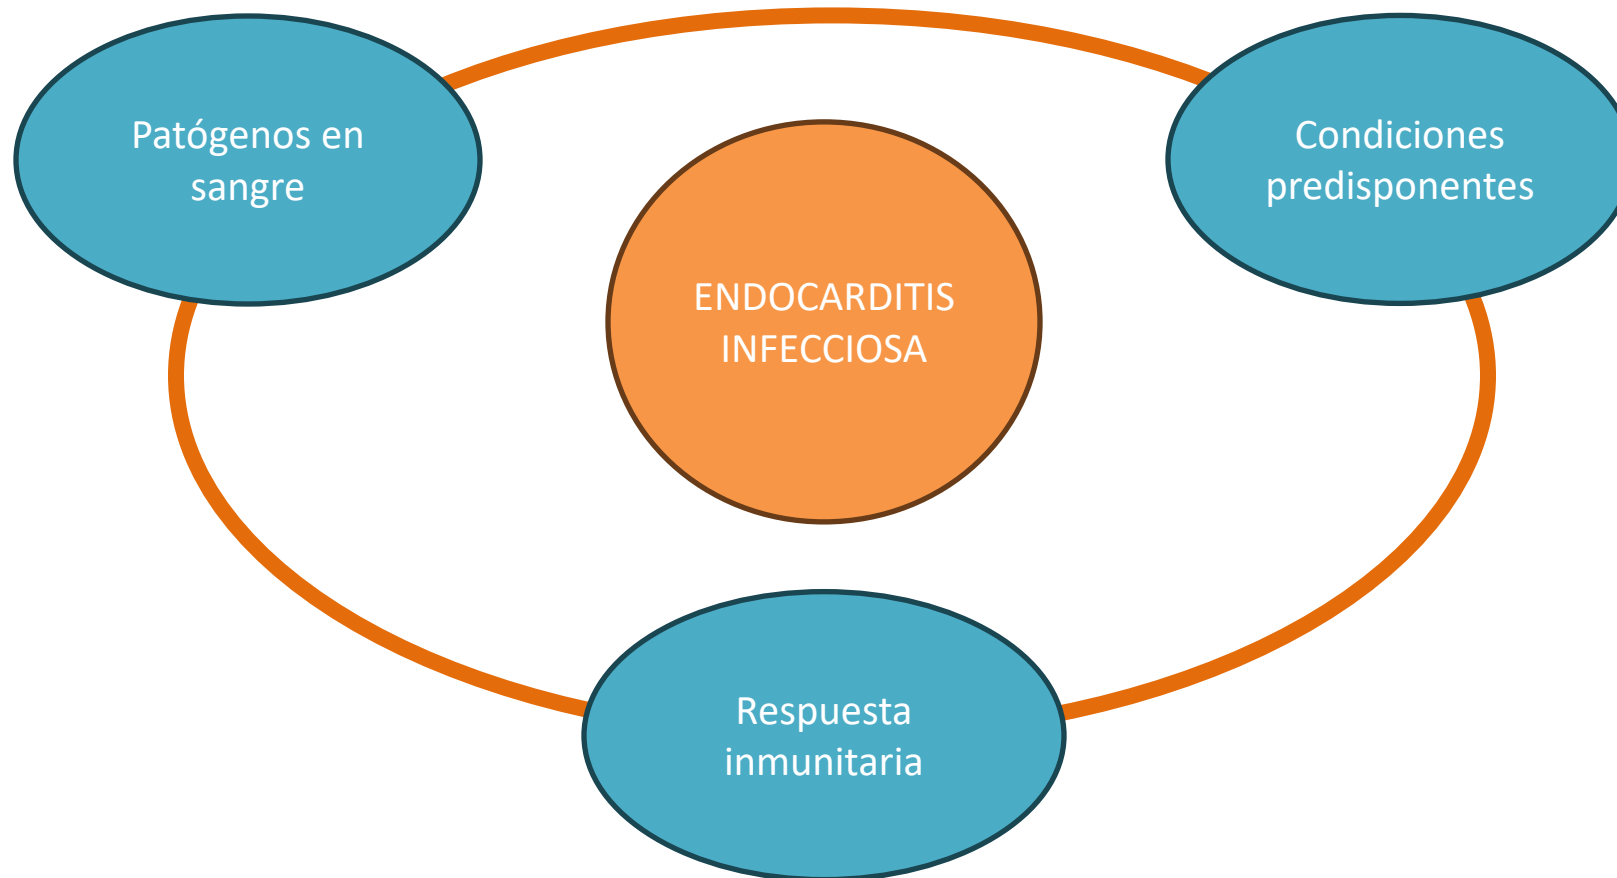 Patógenos en
sangre
Condiciones
predisponentes
ENDOCARDITIS
INFECCIOSA
Respuesta
inmunitaria